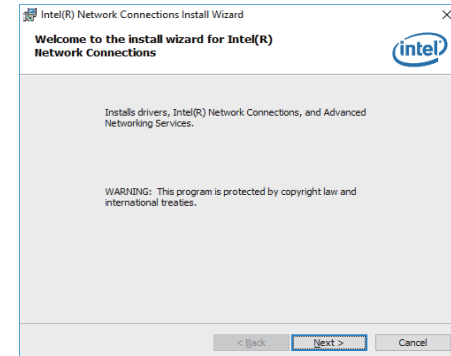 Intel(R) Network Connections Install Wizard
Welcome to the install wizard for Intel(R)
Network Connections
intel
Installs drivers, Intel(R) Network Connections, and Advanced
Networking Services.
WARNING: This program is protected by copyright law and
international treaties.
< Back Next > Cancel